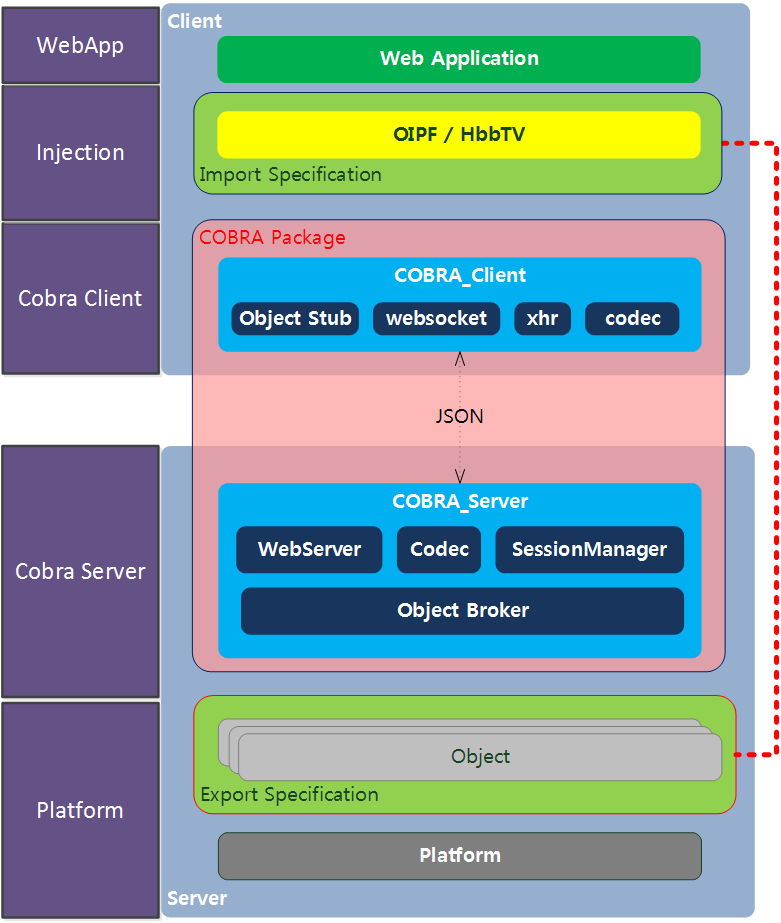 Client
WebApp
Web Application
Injection
OIPF / HbbTV
Import Specification
COBRA Package
Cobra Client
COBRA_Client
Object Stub
websocket
xhr
codec
JSON
Cobra Server
COBRA_Server
WebServer
Codec
SessionManager
Object Broker
Platform
Object
Export Specification
Platform
Server